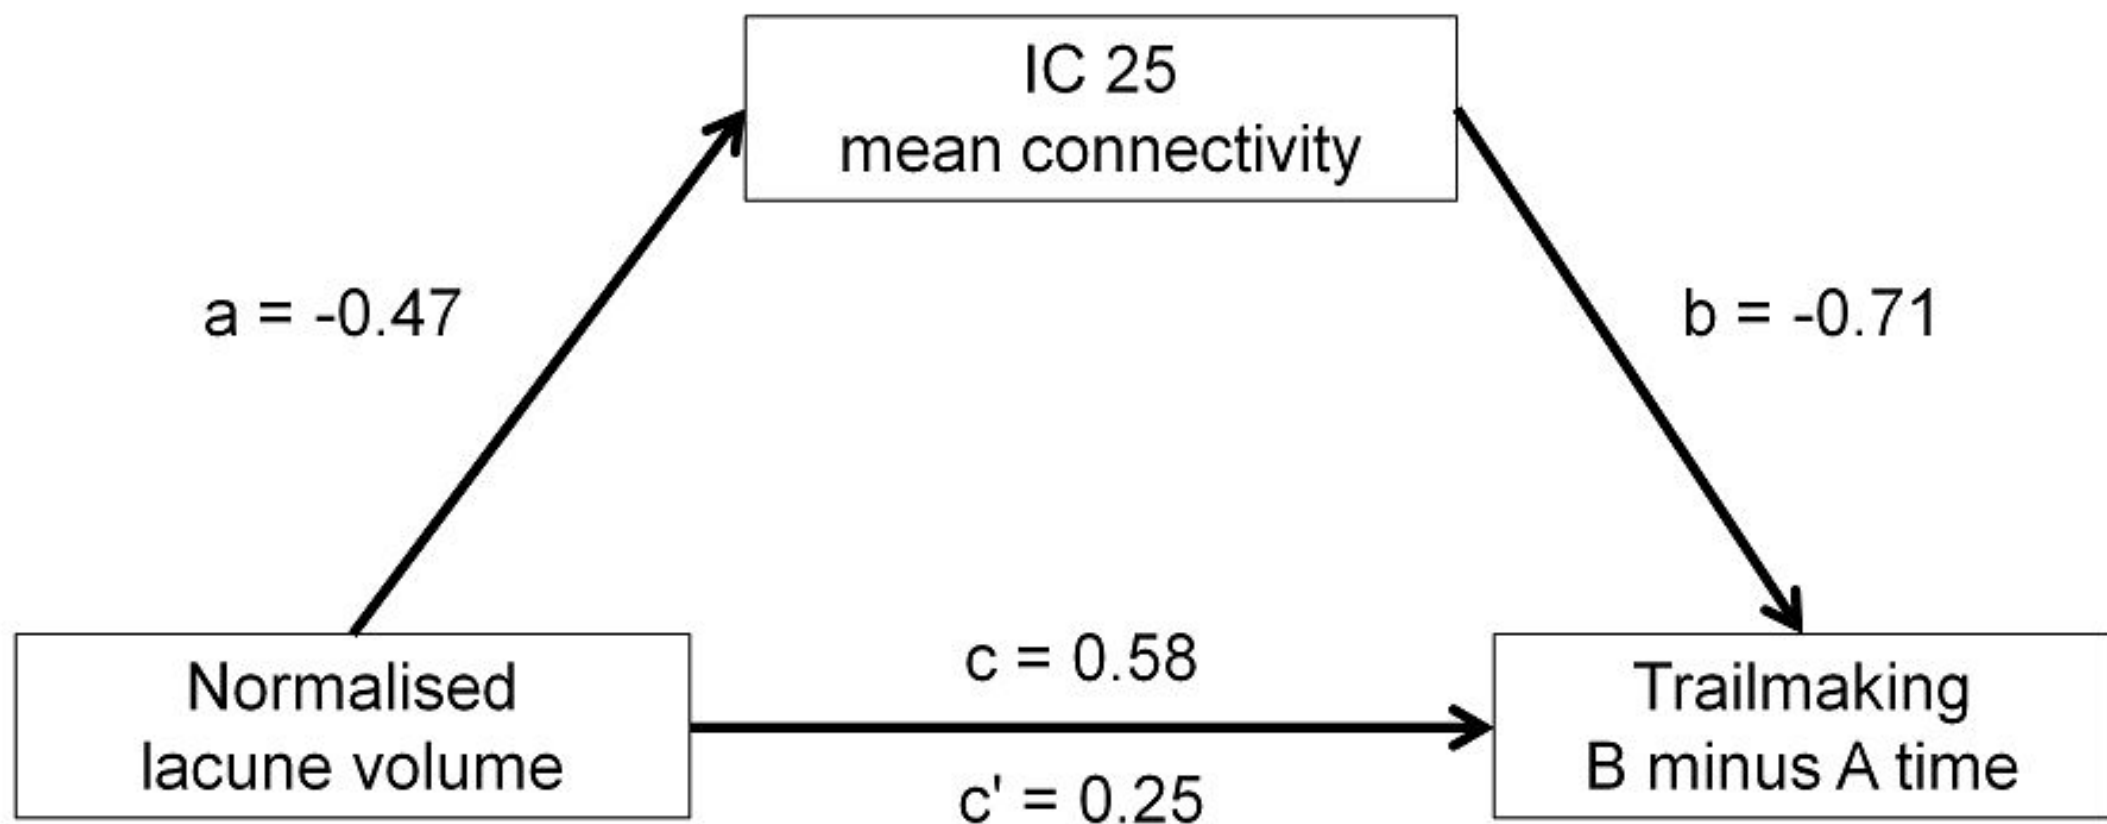 IC 25
mean connectivity
a = -0.47
b = -0.71
Normalised
lacune volume
c = 0.58
c' = 0.25
Trailmaking
B minus A time